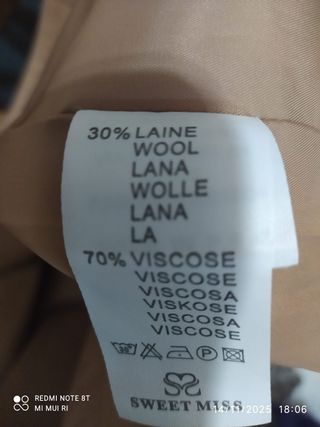 30% LAINE
WOOL
LANA
WOLLE
LANA
LA
70% VISCOSE
VISCOSE
VISCOSA
VISKOSE
VISCOSA
VISCOSE
30°
P
SWEET MISS
REDMI NOTE 8T
MI MUI RI
14/11/2025 18:06